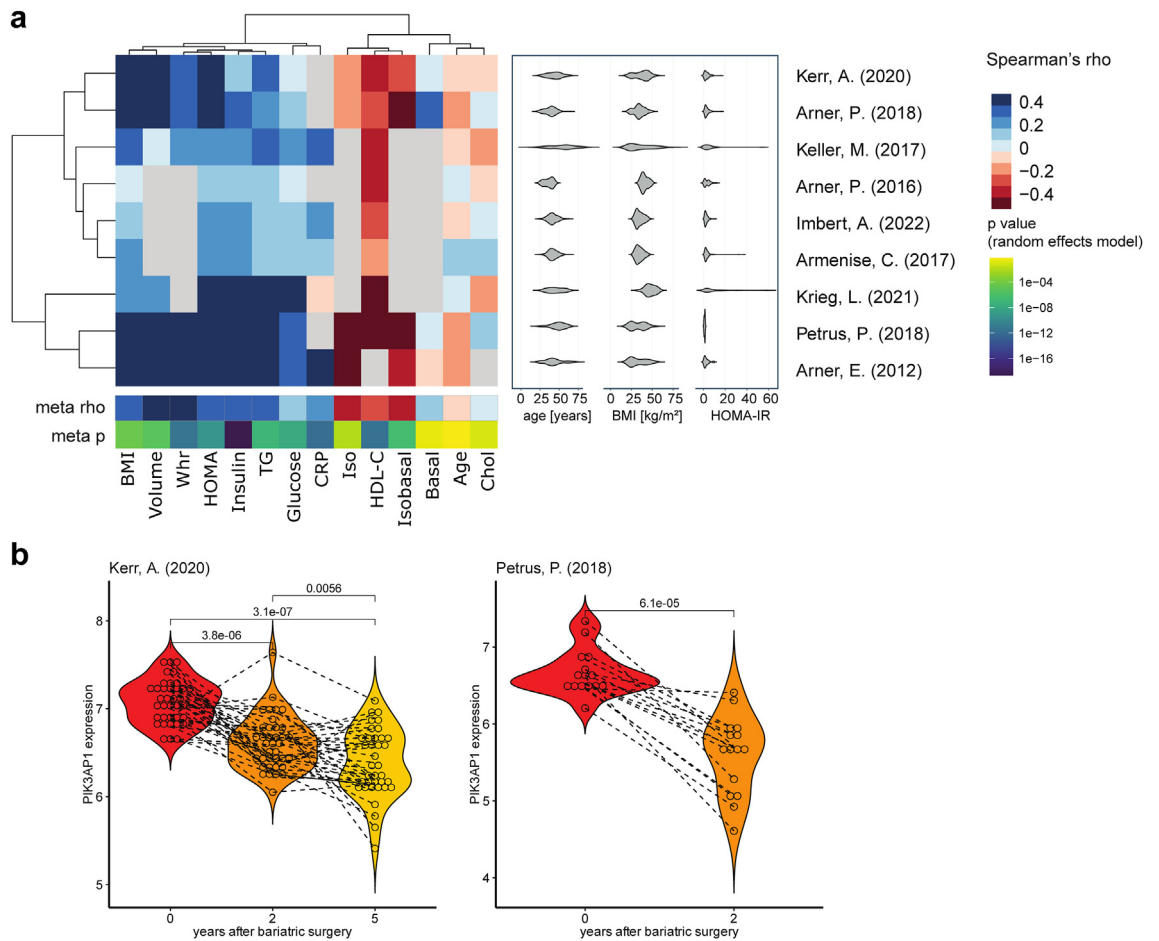 a
Kerr, A. (2020)
Arner, P. (2018)
Keller, M. (2017)
Arner, P. (2016)
Imbert, A. (2022)
Armenise, C. (2017)
Krieg, L. (2021)
Petrus, P. (2018)
Arner, E. (2012)
Spearman's rho
0.4
0.2
0
−0.2
−0.4
p value
(random effects model)
1e-04
1e-08
1e-12
1e-16
0 25 50 75
age [years]
0 25 50 75
BMI [kg/m²]
0 20 40 60
HOMA-IR
meta rho
meta p
BMI
Volume
Whr
HOMA
Insulin
TG
Glucose
CRP
Iso
HDL-C
Isobasal
Basal
Age
Chol
b
Kerr, A. (2020)
0.0056
3.1e-07
3.8e-06
8
7
6
5
PIK3AP1 expression
0 2 5
years after bariatric surgery
Petrus, P. (2018)
6.1e-05
7
6
5
4
PIK3AP1 expression
0 2
years after bariatric surgery